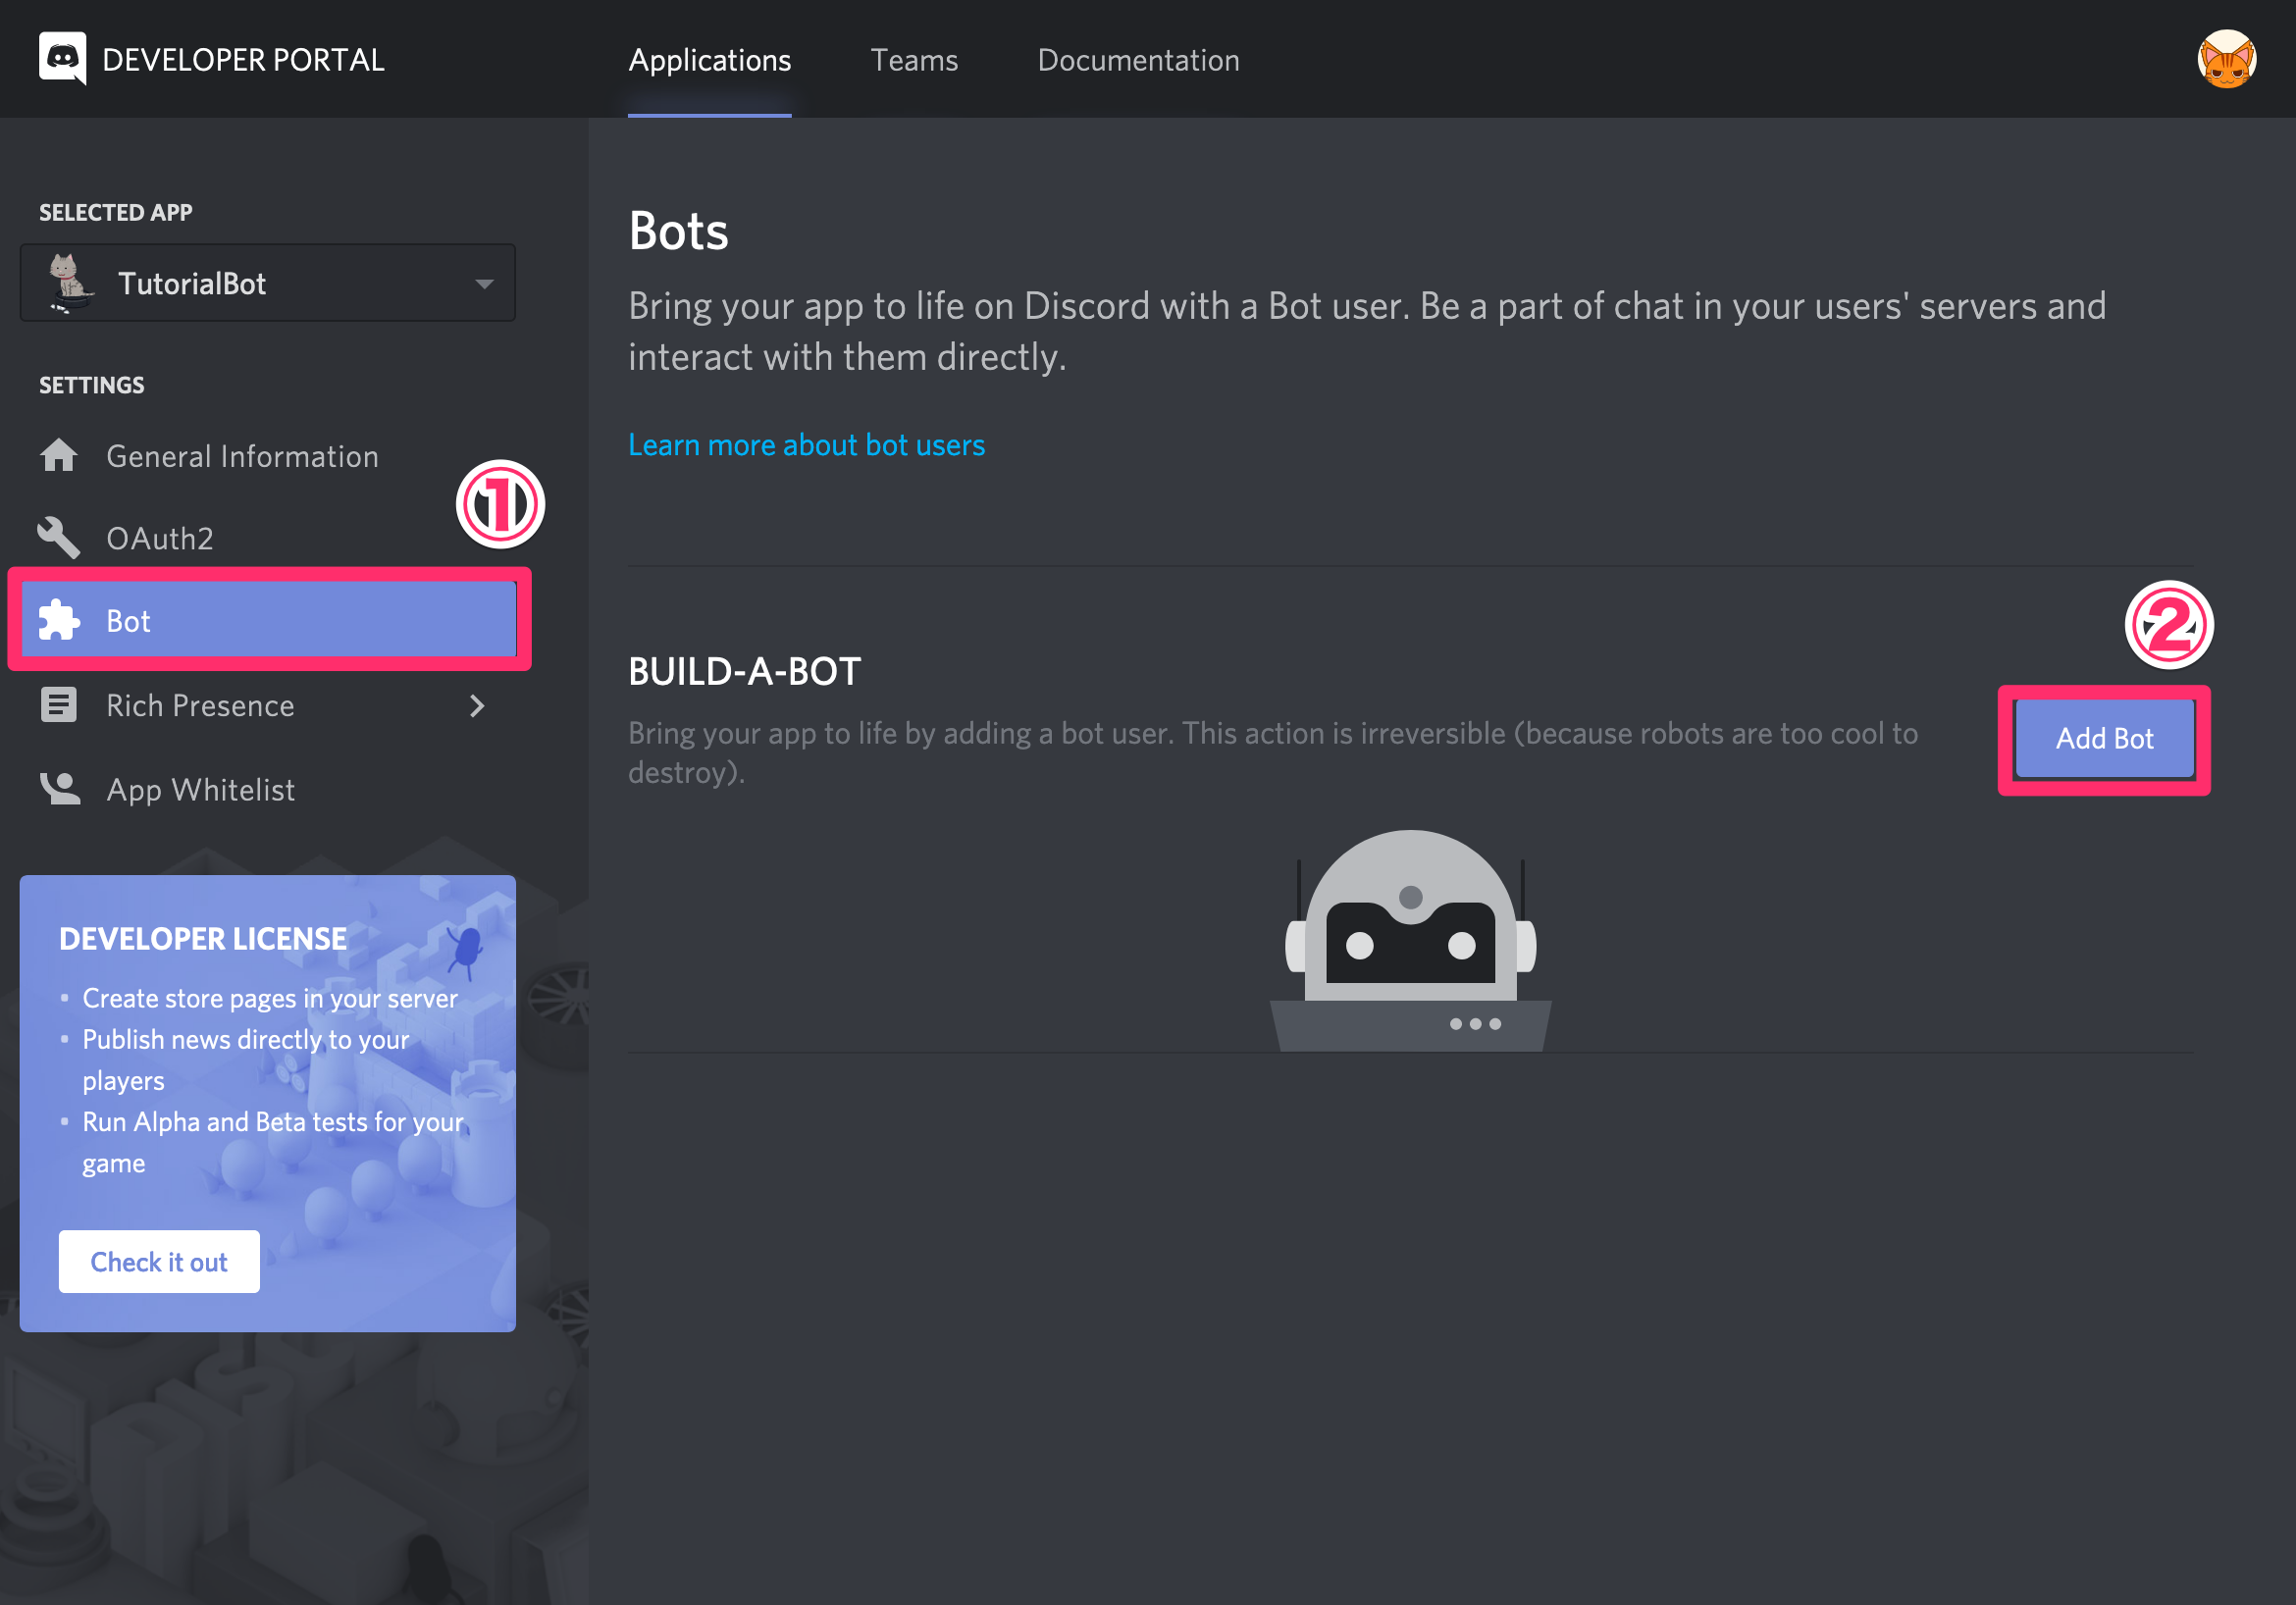 DEVELOPER PORTAL
Applications
Teams
Documentation
SELECTED APP
TutorialBot
SETTINGS
General Information
OAuth2
①
Bot
Rich Presence
App Whitelist
DEVELOPER LICENSE
• Create store pages in your server
• Publish news directly to your
players
• Run Alpha and Beta tests for your
game
Check it out
Bots
Bring your app to life on Discord with a Bot user. Be a part of chat in your users' servers and
interact with them directly.
Learn more about bot users
BUILD-A-BOT
Bring your app to life by adding a bot user. This action is irreversible (because robots are too cool to
destroy).
②
Add Bot